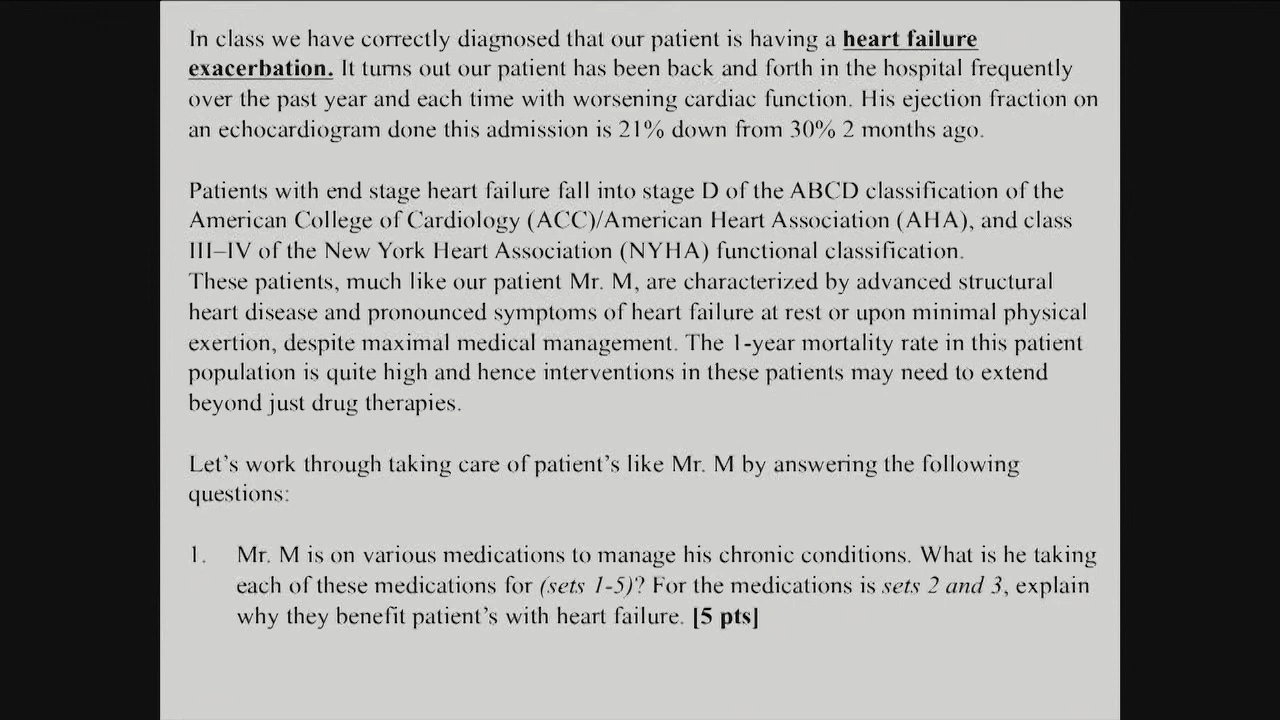 In class we have correctly diagnosed that our patient is having a heart failure
exacerbation. It turns out our patient has been back and forth in the hospital frequently
over the past year and each time with worsening cardiac function. His ejection fraction on
an echocardiogram done this admission is 21% down from 30% 2 months ago.
Patients with end stage heart failure fall into stage D of the ABCD classification of the
American College of Cardiology (ACC)/American Heart Association (AHA), and class
III–IV of the New York Heart Association (NYHA) functional classification.
These patients, much like our patient Mr. M, are characterized by advanced structural
heart disease and pronounced symptoms of heart failure at rest or upon minimal physical
exertion, despite maximal medical management. The 1-year mortality rate in this patient
population is quite high and hence interventions in these patients may need to extend
beyond just drug therapies.
Let’s work through taking care of patient’s like Mr. M by answering the following
questions:
1. Mr. M is on various medications to manage his chronic conditions. What is he taking
each of these medications for (sets 1-5)? For the medications is sets 2 and 3, explain
why they benefit patient’s with heart failure. [5 pts]